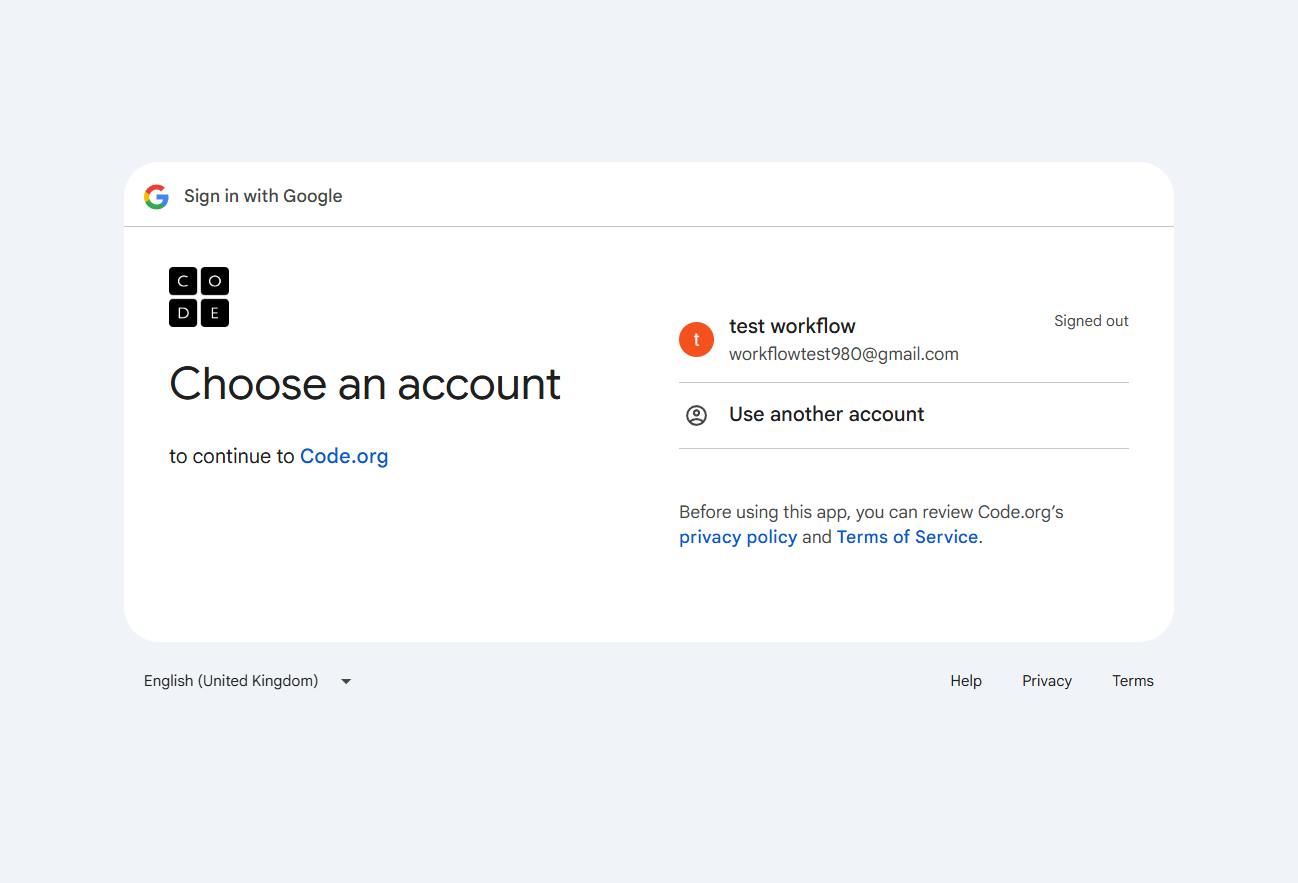 Sign in with Google
C O
D E
Choose an account
to continue to Code.org
t
test workflow
Signed out
workflowtest980@gmail.com
Use another account
Before using this app, you can review Code.org’s
privacy policy and Terms of Service.
English (United Kingdom)
Help
Privacy
Terms